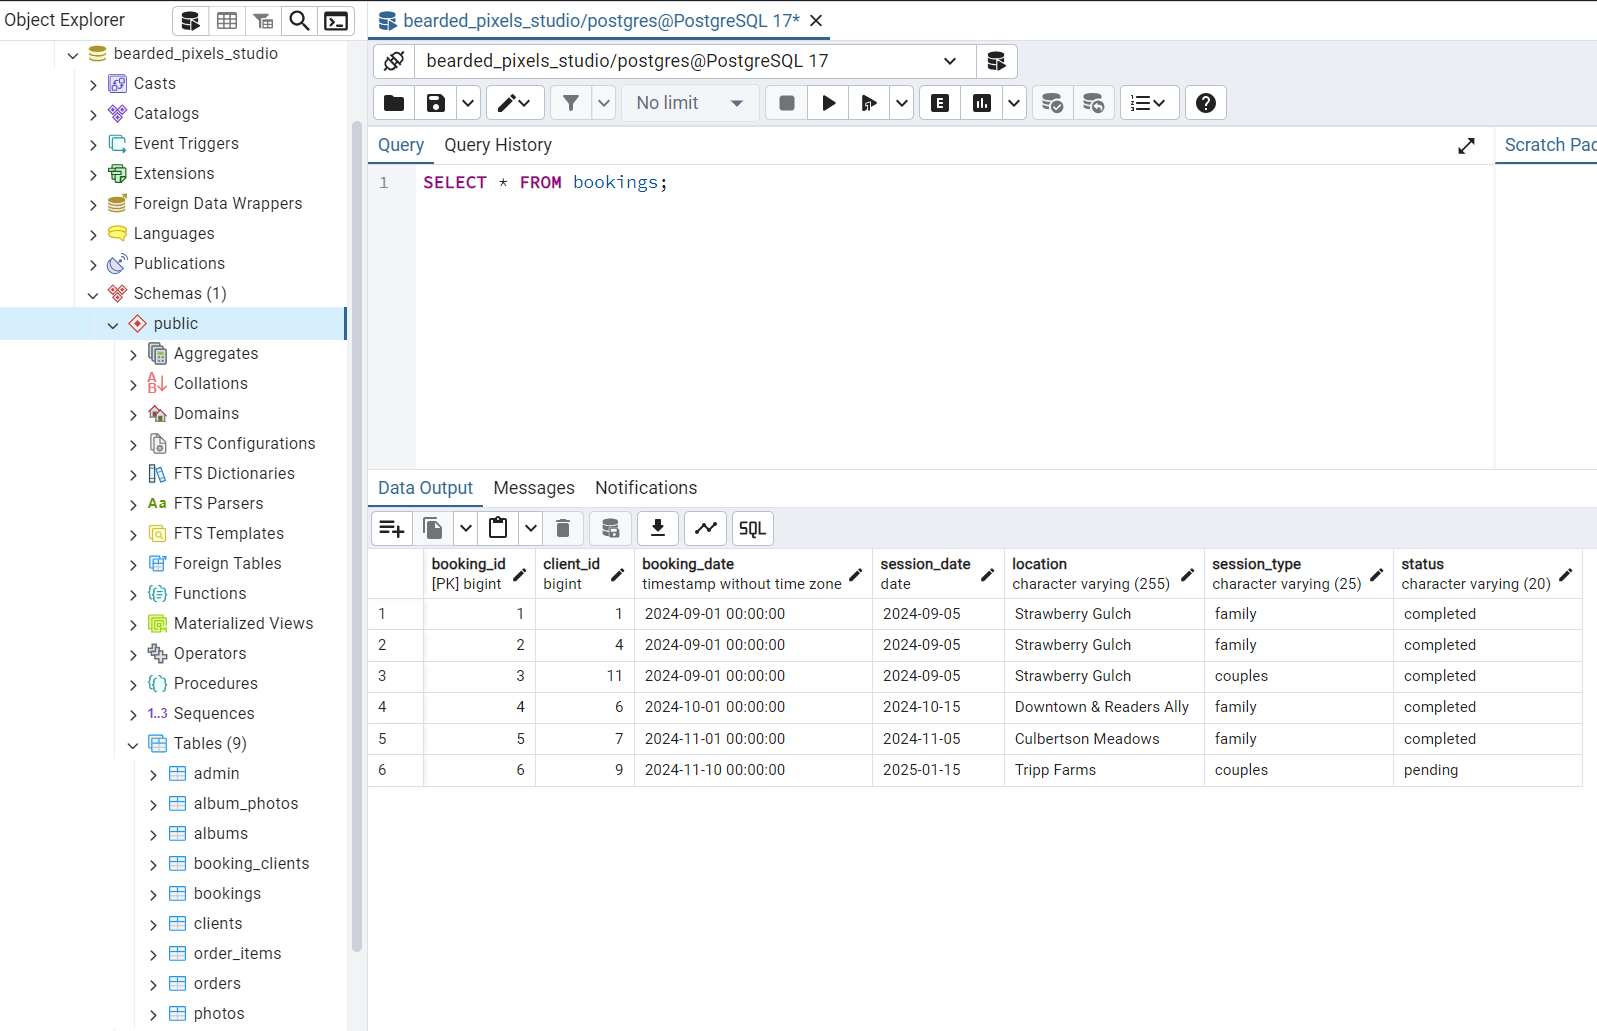 Object Explorer
bearded_pixels_studio
Casts
Catalogs
Event Triggers
Extensions
Foreign Data Wrappers
Languages
Publications
Schemas (1)
public
Aggregates
Collations
Domains
FTS Configurations
FTS Dictionaries
Aa FTS Parsers
FTS Templates
Foreign Tables
Functions
Materialized Views
Operators
Procedures
1..3 Sequences
Tables (9)
admin
album_photos
albums
booking_clients
bookings
clients
order_items
orders
photos
bearded_pixels_studio/postgres@PostgreSQL 17*
bearded_pixels_studio/postgres@PostgreSQL 17
No limit
E
Query Query History
Scratch Pad
1 SELECT * FROM bookings;
Data Output Messages Notifications
SQL
booking_id client_id booking_date session_date location session_type status
[PK] bigint bigint timestamp without time zone date character varying (255) character varying (25) character varying (20)
1 1 1 2024-09-01 00:00:00 2024-09-05 Strawberry Gulch family completed
2 2 4 2024-09-01 00:00:00 2024-09-05 Strawberry Gulch family completed
3 3 11 2024-09-01 00:00:00 2024-09-05 Strawberry Gulch couples completed
4 4 6 2024-10-01 00:00:00 2024-10-15 Downtown & Readers Ally family completed
5 5 7 2024-11-01 00:00:00 2024-11-05 Culbertson Meadows family completed
6 6 9 2024-11-10 00:00:00 2025-01-15 Tripp Farms couples pending